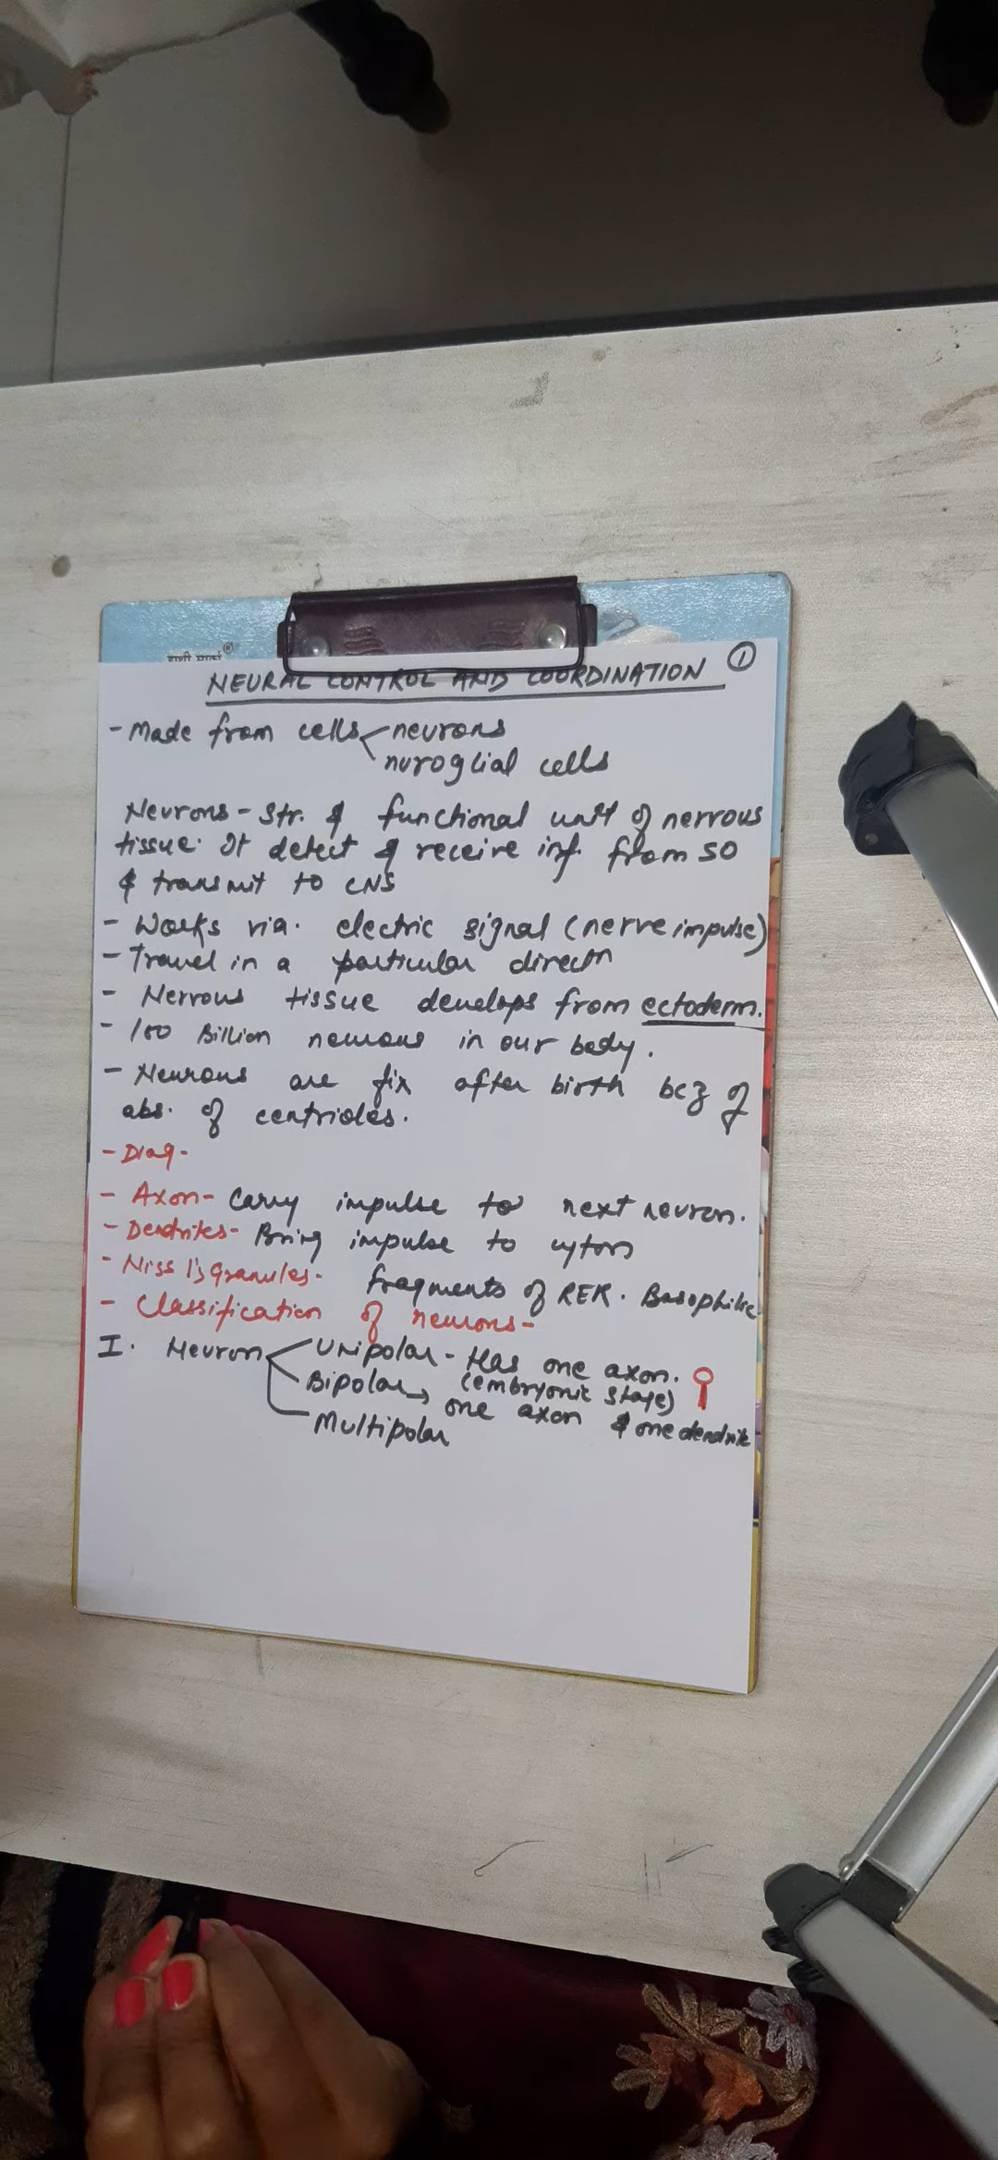 NEURAL CONTROL AND COORDINATION ①
- Made from cells neurons
nuroglial cells
Neurons - Str. & functional unit of nervous
tissue. It detect & receive inf. from SO
& transmit to CNS
- Works via. electric signal (nerve impulse)
- Travel in a particular directn
- Nervous tissue develops from ectoderm.
- 100 Billion neurons in our body.
- Neurons are fix after birth bcz of
abs. of centrioles.
- Diag -
- Axon - Carry impulse to next neuron.
- Dendrites - Bring impulse to cyton
- Nissl's granules - fragments of RER. Basophilic
- Classification of neurons -
I. Neuron Unipolar - Has one axon.
(embryonic stage)
Bipolar → one axon & one dendrite
Multipolar